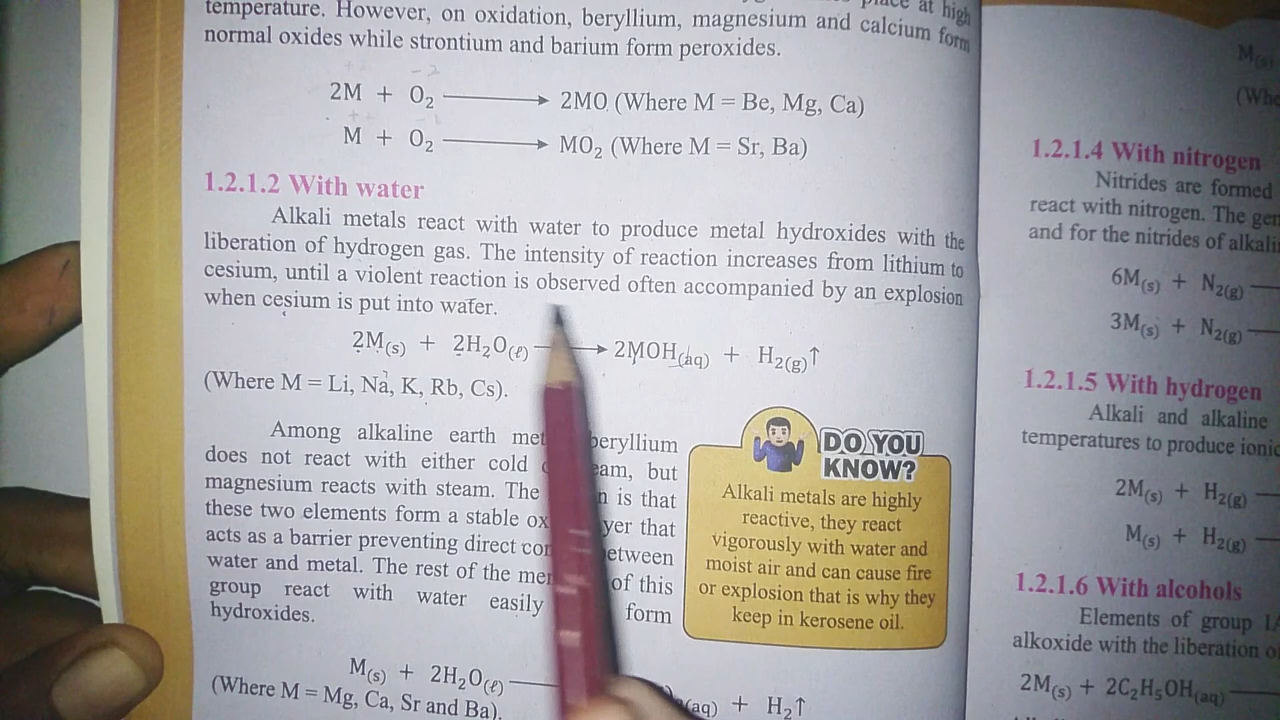 place at high
temperature. However, on oxidation, beryllium, magnesium and calcium form
normal oxides while strontium and barium form peroxides.
2M + O₂ ⟶ 2MO (Where M = Be, Mg, Ca)
M + O₂ ⟶ MO₂ (Where M = Sr, Ba)
1.2.1.2 With water
Alkali metals react with water to produce metal hydroxides with the
liberation of hydrogen gas. The intensity of reaction increases from lithium to
cesium, until a violent reaction is observed often accompanied by an explosion
when cesium is put into water.
2M(s) + 2H₂O(ℓ) ⟶ 2MOH(aq) + H₂(g)↑
(Where M = Li, Na, K, Rb, Cs).
Among alkaline earth beryllium
does not react with either cold but
magnesium reacts with steam. The is that
these two elements form a stable that
acts as a barrier preventing direct between
water and metal. The rest of the of this
group react with water easily form
hydroxides.
M(s) + 2H₂O(ℓ) ⟶ (aq) + H₂↑
(Where M = Mg, Ca, Sr and Ba).
DO YOU
KNOW?
Alkali metals are highly
reactive, they react
vigorously with water and
moist air and can cause fire
or explosion that is why they
keep in kerosene oil.
1.2.1.4 With nitrogen
Nitrides are formed
react with nitrogen. The
and for the nitrides of
6M(s) + N₂(g)
3M(s) + N₂(g)
1.2.1.5 With hydrogen
Alkali and alkaline
temperatures to produce
2M(s) + H₂(g)
M(s) + H₂(g)
1.2.1.6 With alcohols
Elements of group
alkoxide with the liberation
2M(s) + 2C₂H₅OH(aq)